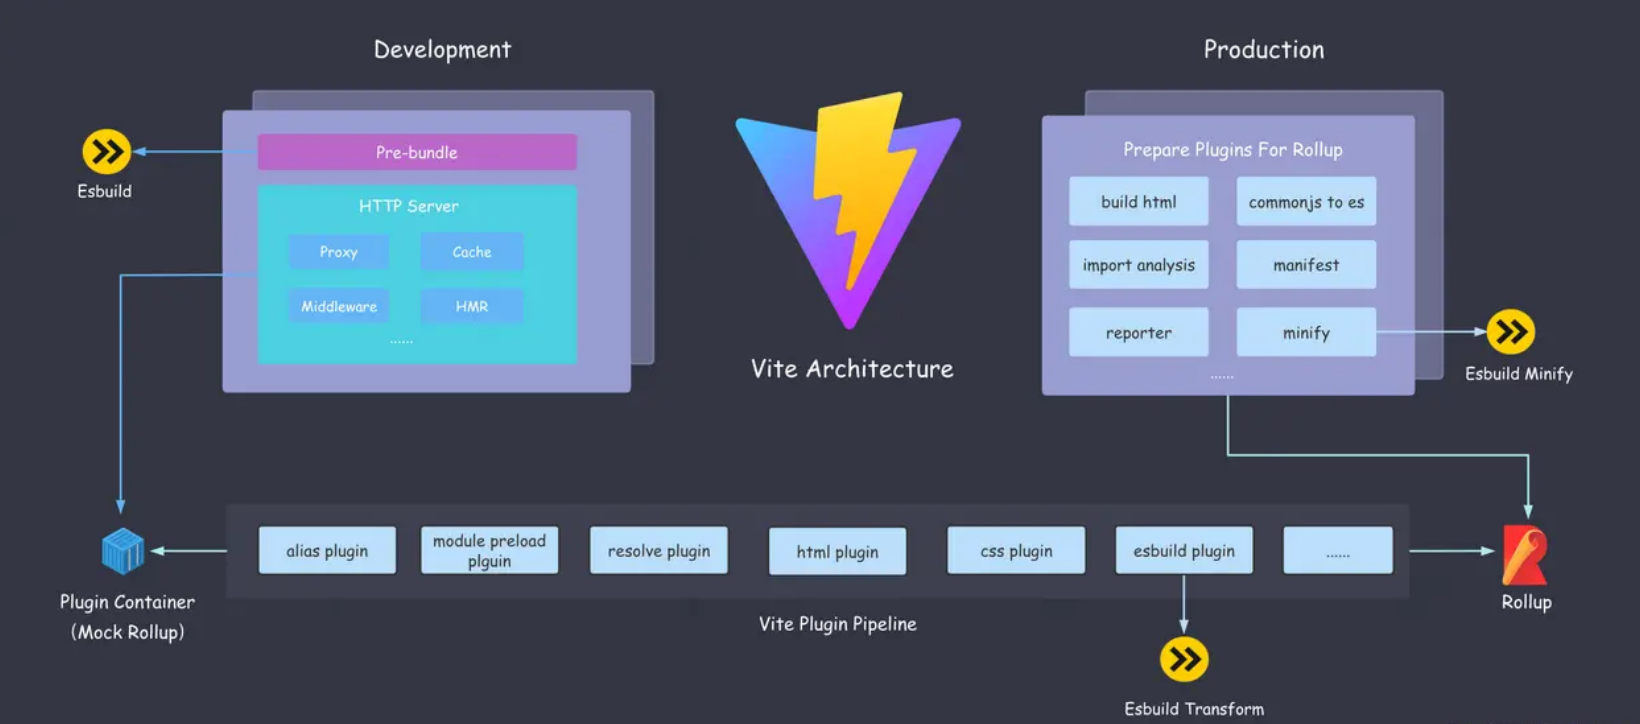 Development
Production
Esbuild
Pre-bundle
HTTP Server
Proxy
Cache
Middleware
HMR
......
Vite Architecture
Prepare Plugins For Rollup
build html
commonjs to es
import analysis
manifest
reporter
minify
......
Esbuild Minify
Plugin Container
(Mock Rollup)
alias plugin
module preload
plguin
resolve plugin
html plugin
css plugin
esbuild plugin
......
Rollup
Vite Plugin Pipeline
Esbuild Transform